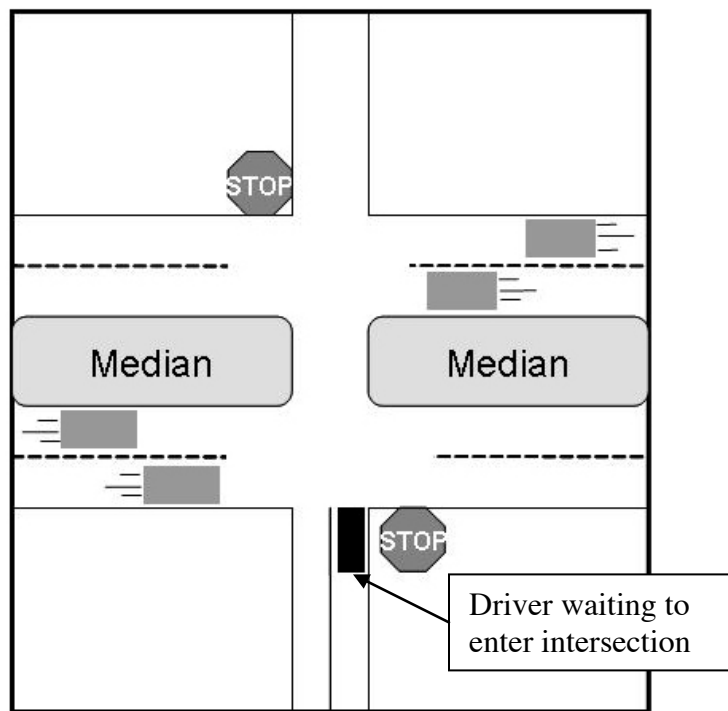 STOP
Median
Median
STOP
Driver waiting to
enter intersection